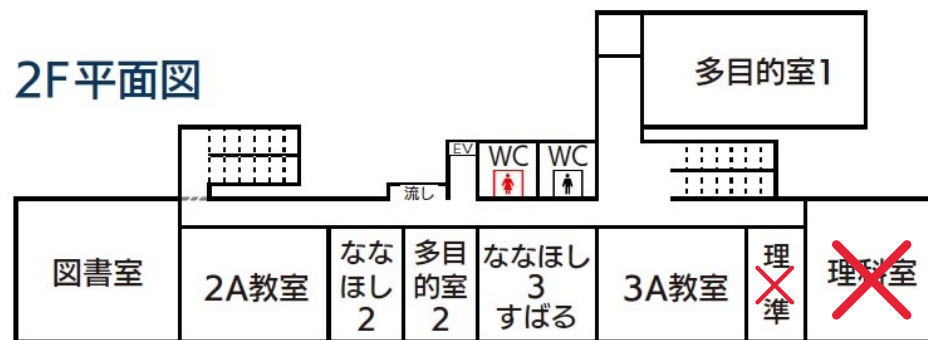 2F平面図
多目的室1
EV
WC
WC
流し
図書室
2A教室
なな
ほし
2
多目
的室
2
ななほし
3
すばる
3A教室
理
準
理科室